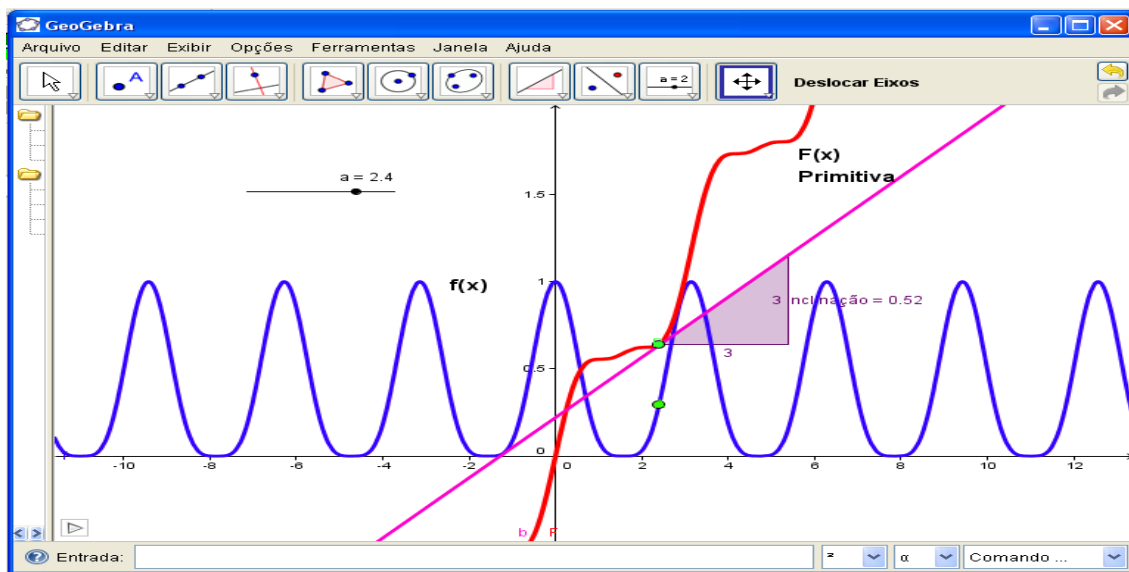 GeoGebra
Arquivo Editar Exibir Opções Ferramentas Janela Ajuda
A
a = 2
Deslocar Eixos
a = 2.4
F(x)
Primitiva
1.5
f(x)
1
3 Inclinação = 0.52
3
0.5
O
-10 -8 -6 -4 -2 0 2 4 6 8 10 12
b F
Entrada:
² α Comando ...